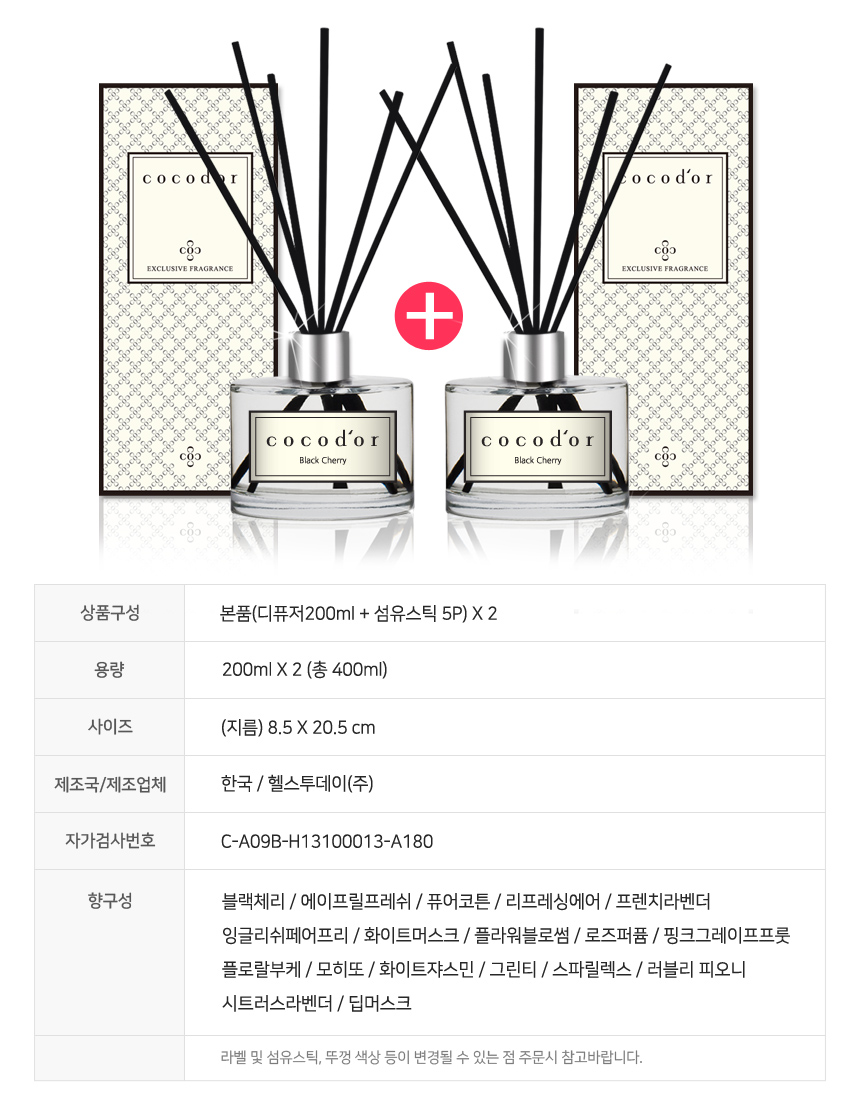 cocod'or
EXCLUSIVE FRAGRANCE
cocod'or
EXCLUSIVE FRAGRANCE
cocod'or
Black Cherry
cocod'or
Black Cherry
상품구성 본품(디퓨저200ml + 섬유스틱 5P) X 2
용량 200ml X 2 (총 400ml)
사이즈 (지름) 8.5 X 20.5 cm
제조국/제조업체 한국 / 헬스투데이(주)
자가검사번호 C-A09B-H13100013-A180
향구성 블랙체리 / 에이프릴프레쉬 / 퓨어코튼 / 리프레싱에어 / 프렌치라벤더
잉글리쉬페어프리 / 화이트머스크 / 플라워블로썸 / 로즈퍼퓸 / 핑크그레이프프룻
플로랄부케 / 모히또 / 화이트쟈스민 / 그린티 / 스파릴렉스 / 러블리 피오니
시트러스라벤더 / 딥머스크
라벨 및 섬유스틱, 뚜껑 색상 등이 변경될 수 있는 점 주문시 참고바랍니다.